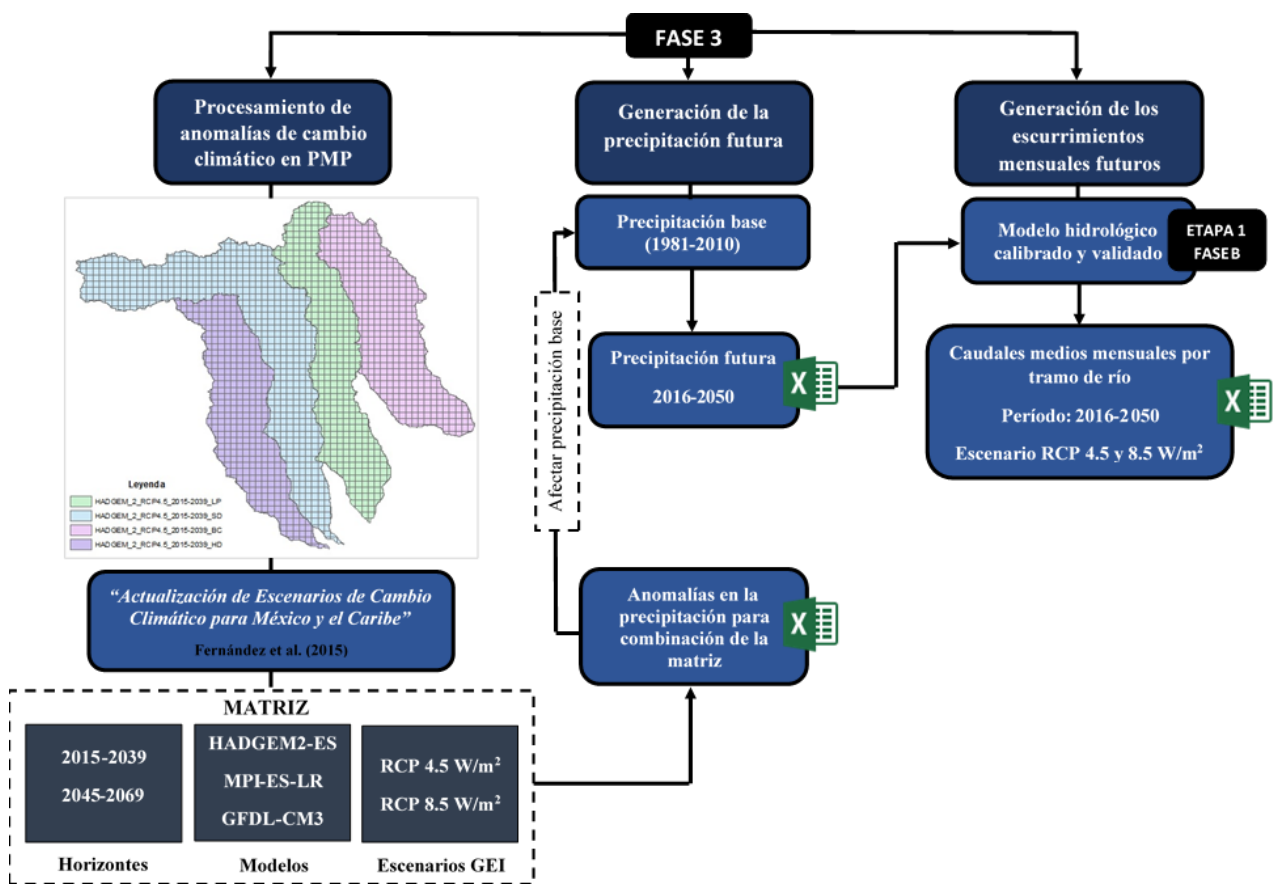 FASE 3
Procesamiento de
anomalías de cambio
climático en PMP
Leyenda
HADGEM_2_RCP4.5_2015-2039_LP
HADGEM_2_RCP4.5_2015-2039_SD
HADGEM_2_RCP4.5_2015-2039_BC
HADGEM_2_RCP4.5_2015-2039_HD
“Actualización de Escenarios de Cambio
Climático para México y el Caribe”
Fernández et al. (2015)
MATRIZ
2015-2039
2045-2069
Horizontes
HADGEM2-ES
MPI-ES-LR
GFDL-CM3
Modelos
RCP 4.5 W/m²
RCP 8.5 W/m²
Escenarios GEI
Generación de la
precipitación futura
Precipitación base
(1981-2010)
Afectar precipitación base
Precipitación futura
2016-2050
X
Anomalías en la
precipitación para
combinación de la
matriz
X
Generación de los
escurrimientos
mensuales futuros
Modelo hidrológico
calibrado y validado
ETAPA 1
FASE B
Caudales medios mensuales por
tramo de río
Período: 2016-2050
Escenario RCP 4.5 y 8.5 W/m²
X